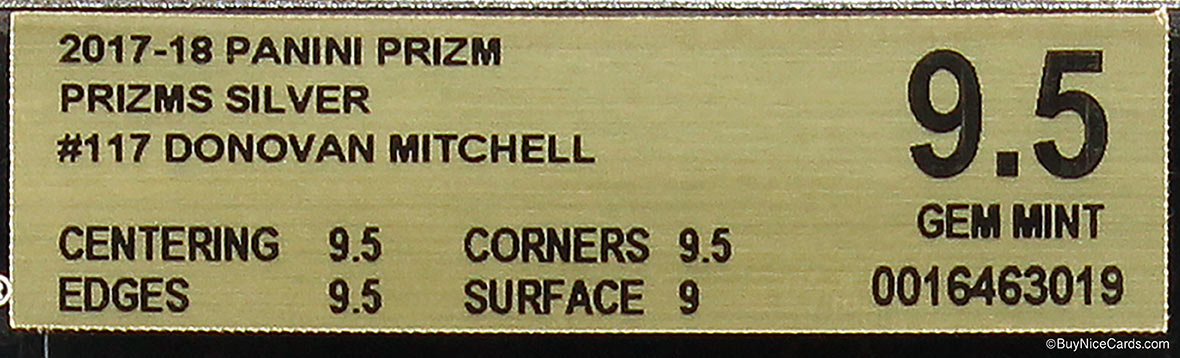 2017-18 PANINI PRIZM
PRIZMS SILVER
#117 DONOVAN MITCHELL
9.5
GEM MINT
0016463019
CENTERING 9.5 CORNERS 9.5
EDGES 9.5 SURFACE 9
©BuyNiceCards.com